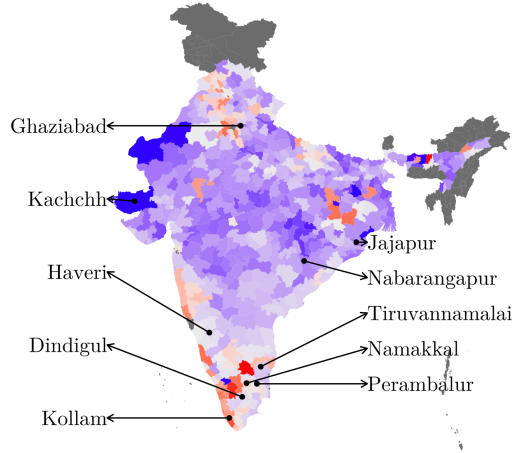 Ghaziabad
Kachchh
Haveri
Dindigul
Kollam
Jajapur
Nabarangapur
Tiruvannamalai
Namakkal
Perambalur